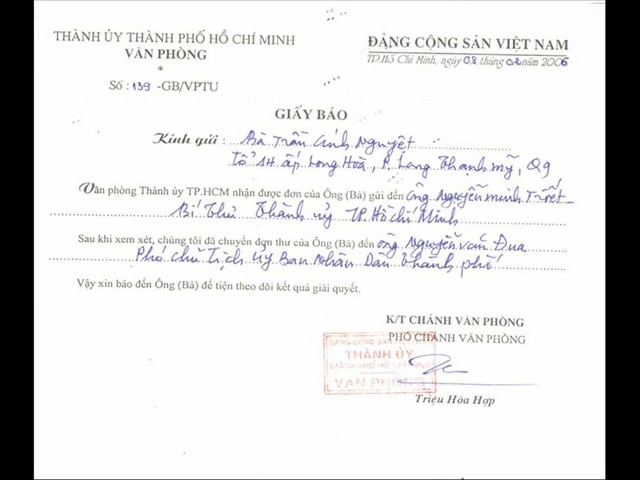 THÀNH ỦY THÀNH PHỐ HỒ CHÍ MINH
VĂN PHÒNG
*
Số : 139 -GB/VPTU
ĐẢNG CỘNG SẢN VIỆT NAM
TP.Hồ Chí Minh, ngày 08 tháng 02 năm 2006
GIẤY BÁO
Kính gửi : Bà Trần Ánh Nguyệt
Tổ 14 ấp Long Hoà, P. Long Thạnh mỹ, Q9
Văn phòng Thành ủy TP.HCM nhận được đơn của Ông (Bà) gửi đến ông Nguyễn minh Triết
Bí Thư Thành ủy TP. Hồ chí Minh
Sau khi xem xét, chúng tôi đã chuyển đơn thư của Ông (Bà) đến ông Nguyễn văn Đua
Phó chủ Tịch Ủy Ban Nhân Dân Thành phố
Vậy xin báo đến Ông (Bà) để tiện theo dõi kết quả giải quyết.
K/T CHÁNH VĂN PHÒNG
PHÓ CHÁNH VĂN PHÒNG
ĐẢNG CỘNG SẢN
THÀNH ỦY
THÀNH PHỐ HỒ CHÍ MINH
VĂN PHÒNG
Triệu Hóa Hợp